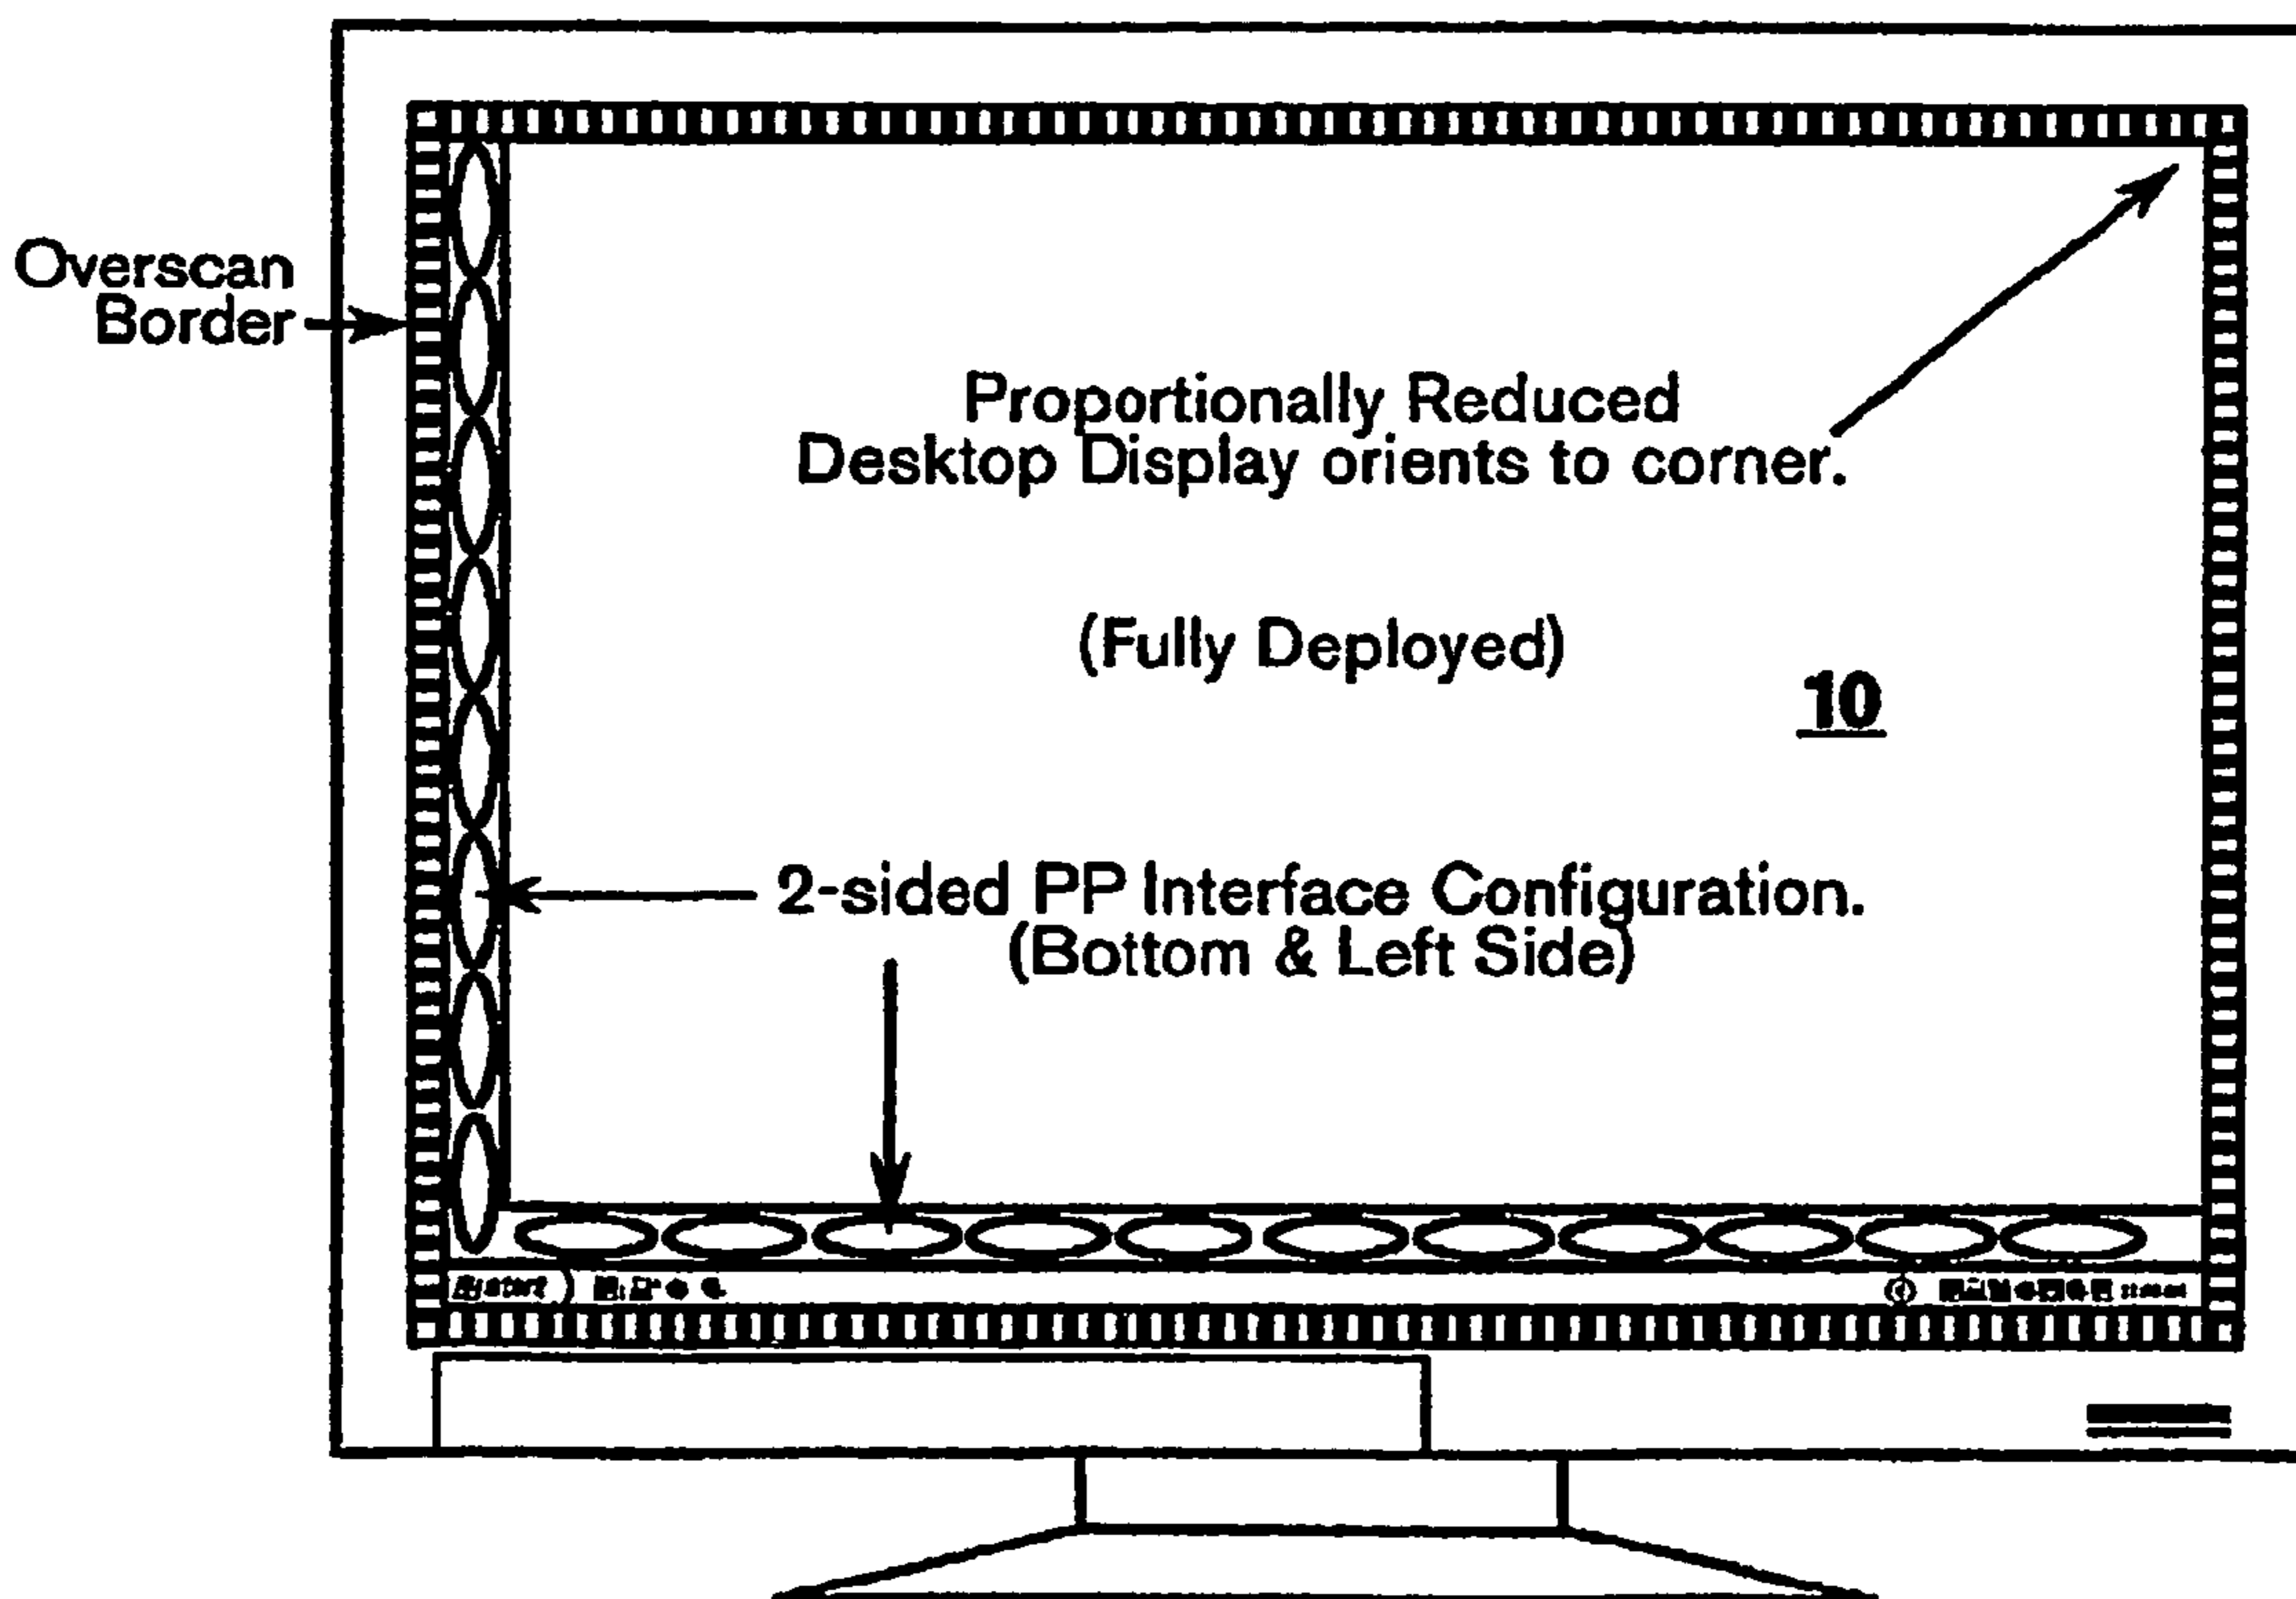 Overscan
Border
Proportionally Reduced
Desktop Display orients to corner.
(Fully Deployed)
10
2-sided PP Interface Configuration.
(Bottom & Left Side)
start